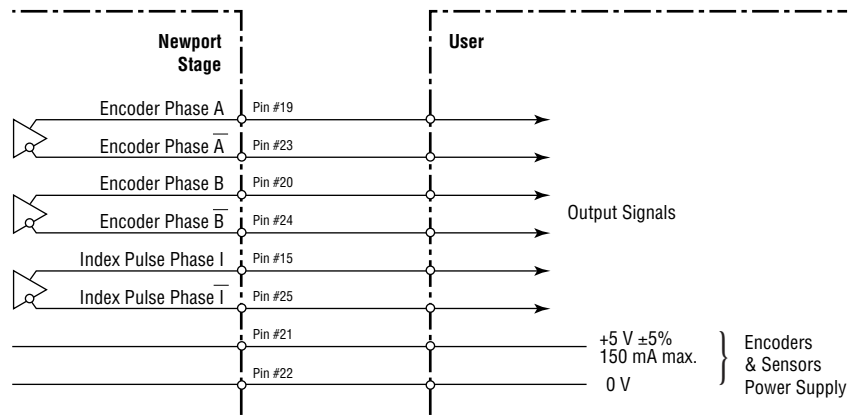 Newport
Stage
User
Encoder Phase A Pin #19
Encoder Phase A̅ Pin #23
Encoder Phase B Pin #20
Encoder Phase B̅ Pin #24
Output Signals
Index Pulse Phase I Pin #15
Index Pulse Phase I̅ Pin #25
Pin #21
+5 V ±5%
150 mA max.
Pin #22
0 V
Encoders
& Sensors
Power Supply